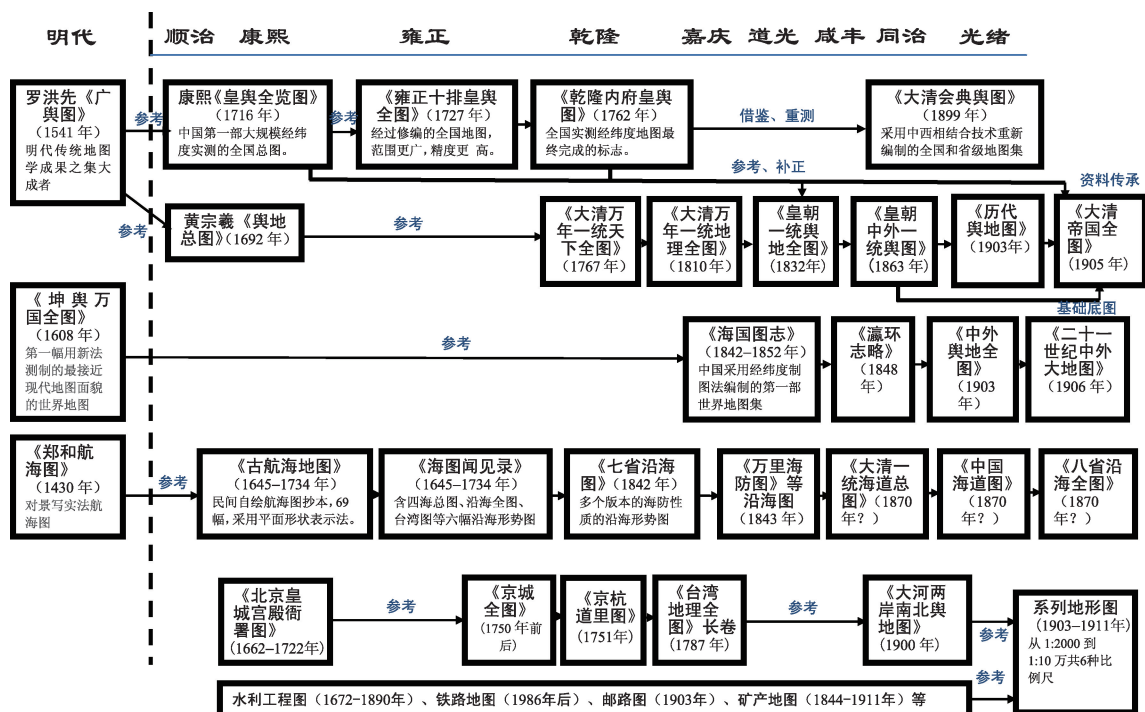 明代 顺治 康熙 雍正 乾隆 嘉庆 道光 咸丰 同治 光绪
罗洪先《广
舆图》
(1541 年)
明代传统地图
学成果之集大
成者
参考
康熙《皇舆全览图》
(1716 年)
中国第一部大规模经纬
度实测的全国总图。
参考
《雍正十排皇舆
全图》(1727 年)
经过修编的全国地图,
范围更广,精度更 高。
《乾隆内府皇舆
图》(1762 年)
全国实测经纬度地图最
终完成的标志。
借鉴、重测
《大清会典舆图》
(1899 年)
采用中西相结合技术重新
编制的全国和省级地图集
参考、补正
资料传承
参考
黄宗羲《舆地
总图》(1692 年)
参考
《大清万
年一统天
下全图》
(1767 年)
《大清万
年一统地
理全图》
(1810年)
《皇朝
一统舆
地全图》
(1832年)
《皇朝
中外一
统舆图》
(1863 年)
《历代
舆地图》
(1903年)
《大清
帝国全
图》
(1905 年)
基础底图
《坤舆万
国全图》
(1608 年)
第一幅用新法
测制的最接近
现代地图面貌
的世界地图
参考
《海国图志》
(1842–1852年)
中国采用经纬度制
图法编制的第一部
世界地图集
《瀛环
志略》
(1848
年)
《中外
舆地全
图》
(1903
年)
《二十一
世纪中外
大地图》
(1906 年)
《郑和航
海图》
(1430 年)
对景写实法航
海图
参考
《古航海地图》
(1645–1734年)
民间自绘航海图抄本,69
幅,采用平面形状表示法。
《海图闻见录》
(1645–1734年)
含四海总图、沿海全图、
台湾图等六幅沿海形势图
《七省沿海
图》(1842 年)
多个版本的海防性
质的沿海形势图
《万里海
防图》等
沿海图
(1843 年)
《大清一
统海道总
图》(1870
年?)
《中国
海道图》
(1870
年?)
《八省沿
海全图》
(1870
年?)
《北京皇
城宫殿衙
署图》
(1662–1722年)
参考
《京城
全图》
(1750 年前
后)
《京杭
道里图》
(1751年)
《台湾
地理全
图》长卷
(1787 年)
参考
《大河两
岸南北舆
地图》
(1900 年)
参考
系列地形图
(1903–1911年)
从 1:2000 到
1:10 万共6种比
例尺
水利工程图(1672-1890年)、铁路地图(1986年后)、邮路图(1903年)、矿产地图(1844-1911年)等
参考